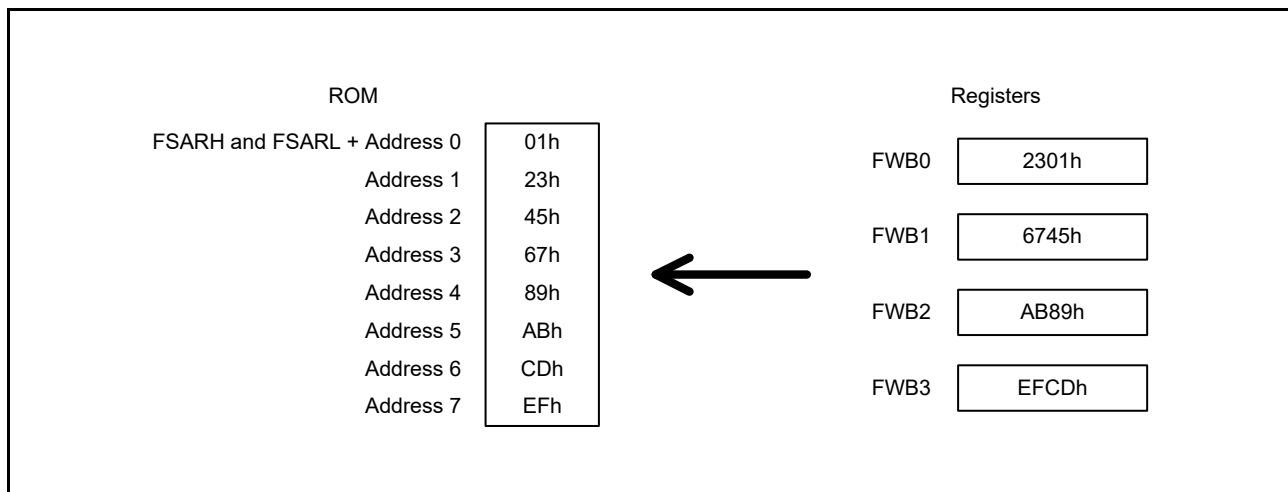 ROM
Registers
FSARH and FSARL + Address 0 01h
Address 1 23h
Address 2 45h
Address 3 67h
Address 4 89h
Address 5 ABh
Address 6 CDh
Address 7 EFh
FWB0 2301h
FWB1 6745h
FWB2 AB89h
FWB3 EFCDh